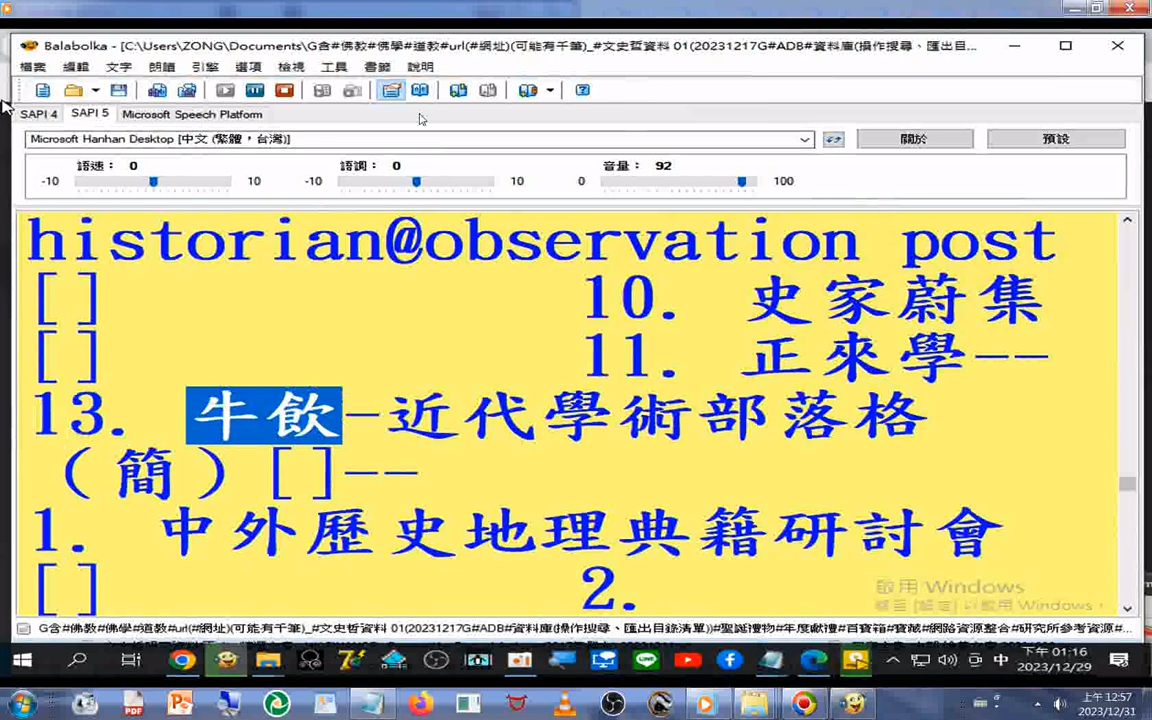 Balabolka - [C:\Users\ZONG\Documents\G含#佛教#佛學#道教#url(#網址)(可能有千筆)_#文史哲資料 01(20231217G#ADB#資料庫(操作搜尋、匯出目...
檔案 編輯 文字 朗讀 引擎 選項 檢視 工具 書籤 說明
SAPI 4 SAPI 5 Microsoft Speech Platform
Microsoft Hanhan Desktop [中文 (繁體，台灣)] 關於 預設
語速： 0 語調： 0 音量： 92
-10 10 -10 10 0 100
historian@observation post
[] 10. 史家蔚集
[] 11. 正來學--
13. 牛飲-近代學術部落格
（簡）[]--
1. 中外歷史地理典籍研討會
[] 2.
啟用 Windows
移至 [設定] 以啟用 Windows。
G含#佛教#佛學#道教#url(#網址)(可能有千筆)_#文史哲資料 01(20231217G#ADB#資料庫(操作搜尋、匯出目錄清單))#聖誕禮物#年度獻禮#百寶箱#寶藏#網路資源整合#研究所參考資源#...
下午 01:16
中
2023/12/29
上午 12:57
2023/12/31